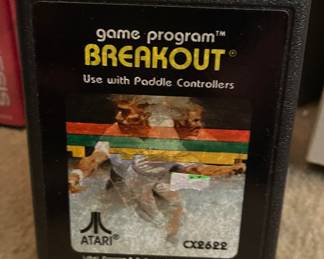 game program™
BREAKOUT®
Use with Paddle Controllers
ATARI®
CX2622